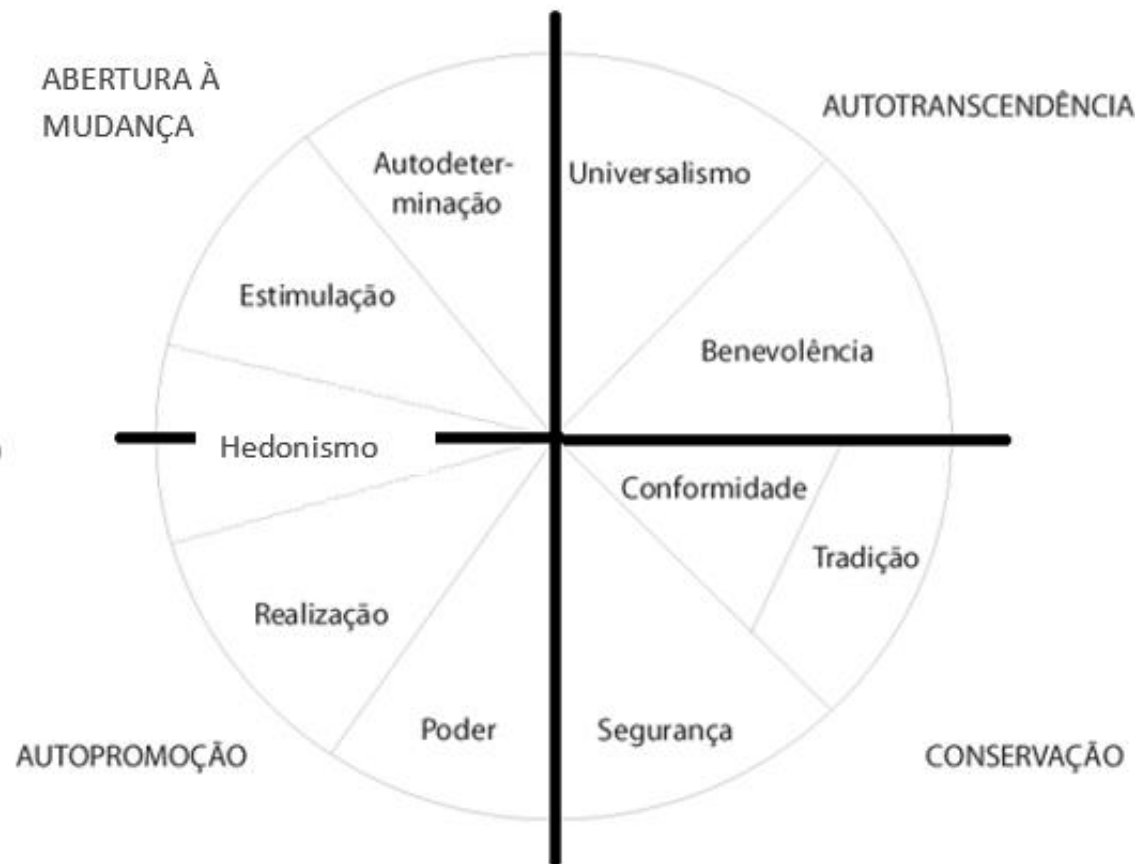 ABERTURA À
MUDANÇA
AUTOTRANSCENDÊNCIA
Autodeter-
minação
Universalismo
Estimulação
Benevolência
Hedonismo
Conformidade
Tradição
Realização
Poder
Segurança
AUTOPROMOÇÃO
CONSERVAÇÃO